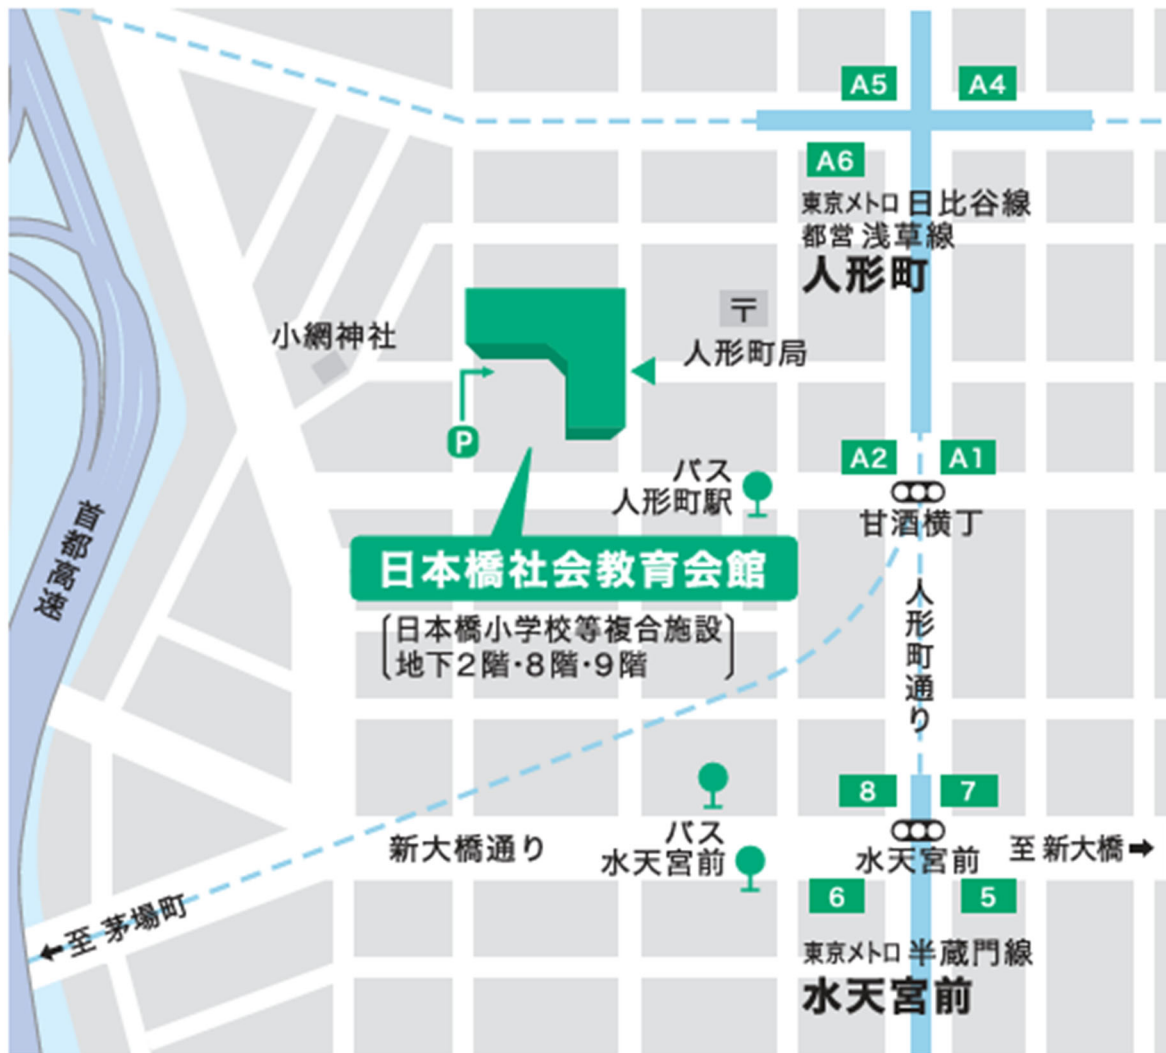 A5
A4
A6
東京メトロ 日比谷線
都営 浅草線
人形町
小網神社
〒
人形町局
P
A2
A1
バス
人形町駅
甘酒横丁
首都高速
日本橋社会教育会館
日本橋小学校等複合施設
地下2階・8階・9階
人形町通り
8
7
バス
水天宮前
新大橋通り
水天宮前
至 新大橋➡
6
5
⬅至 茅場町
東京メトロ 半蔵門線
水天宮前